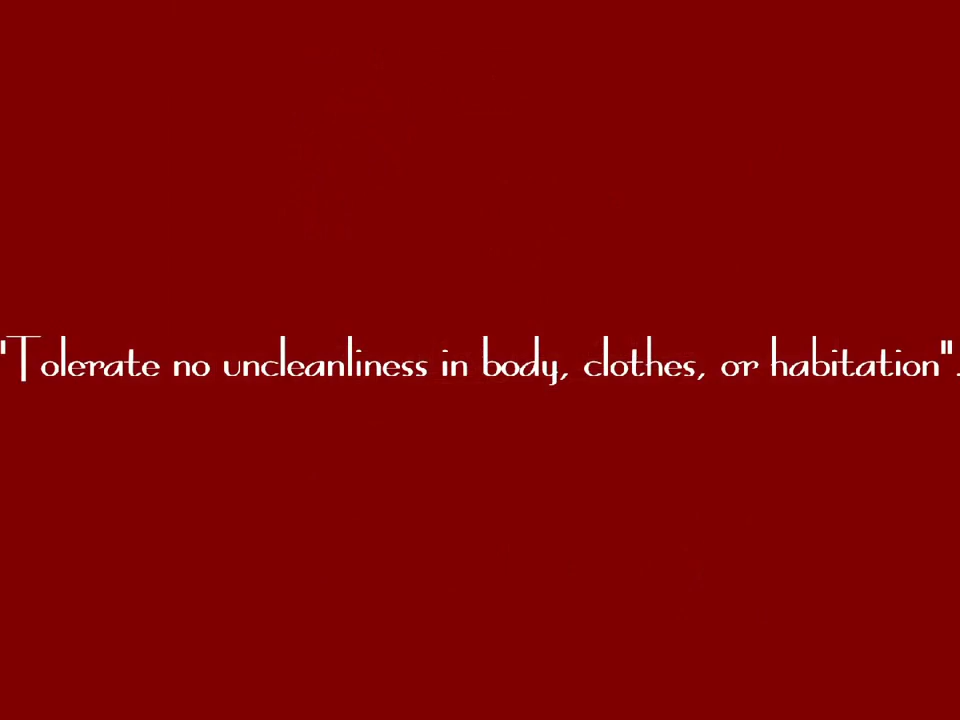 "Tolerate no uncleanliness in body, clothes, or habitation".